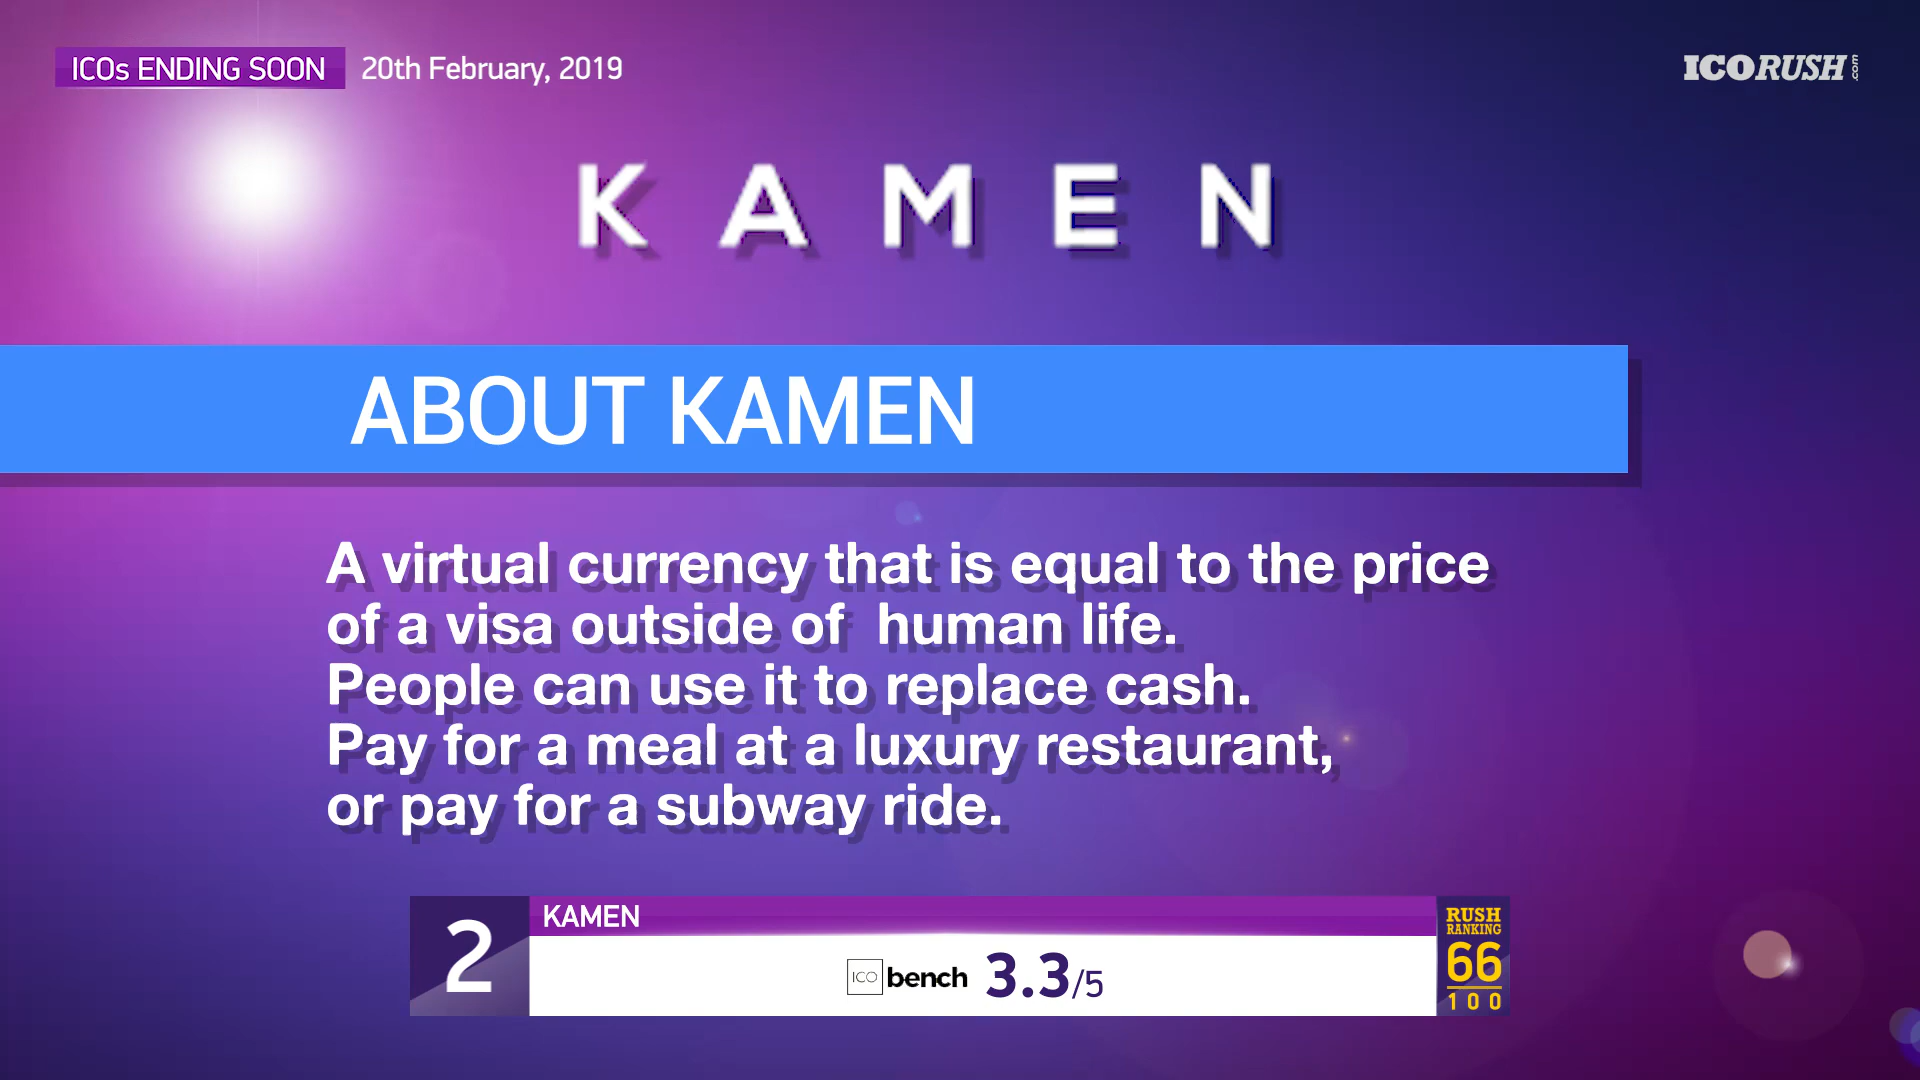 ICOs ENDING SOON 20th February, 2019
ICORUSH.com
KAMEN
ABOUT KAMEN
A virtual currency that is equal to the price
of a visa outside of human life.
People can use it to replace cash.
Pay for a meal at a luxury restaurant,
or pay for a subway ride.
2
KAMEN
ICO bench 3.3/5
RUSH
RANKING
66
100